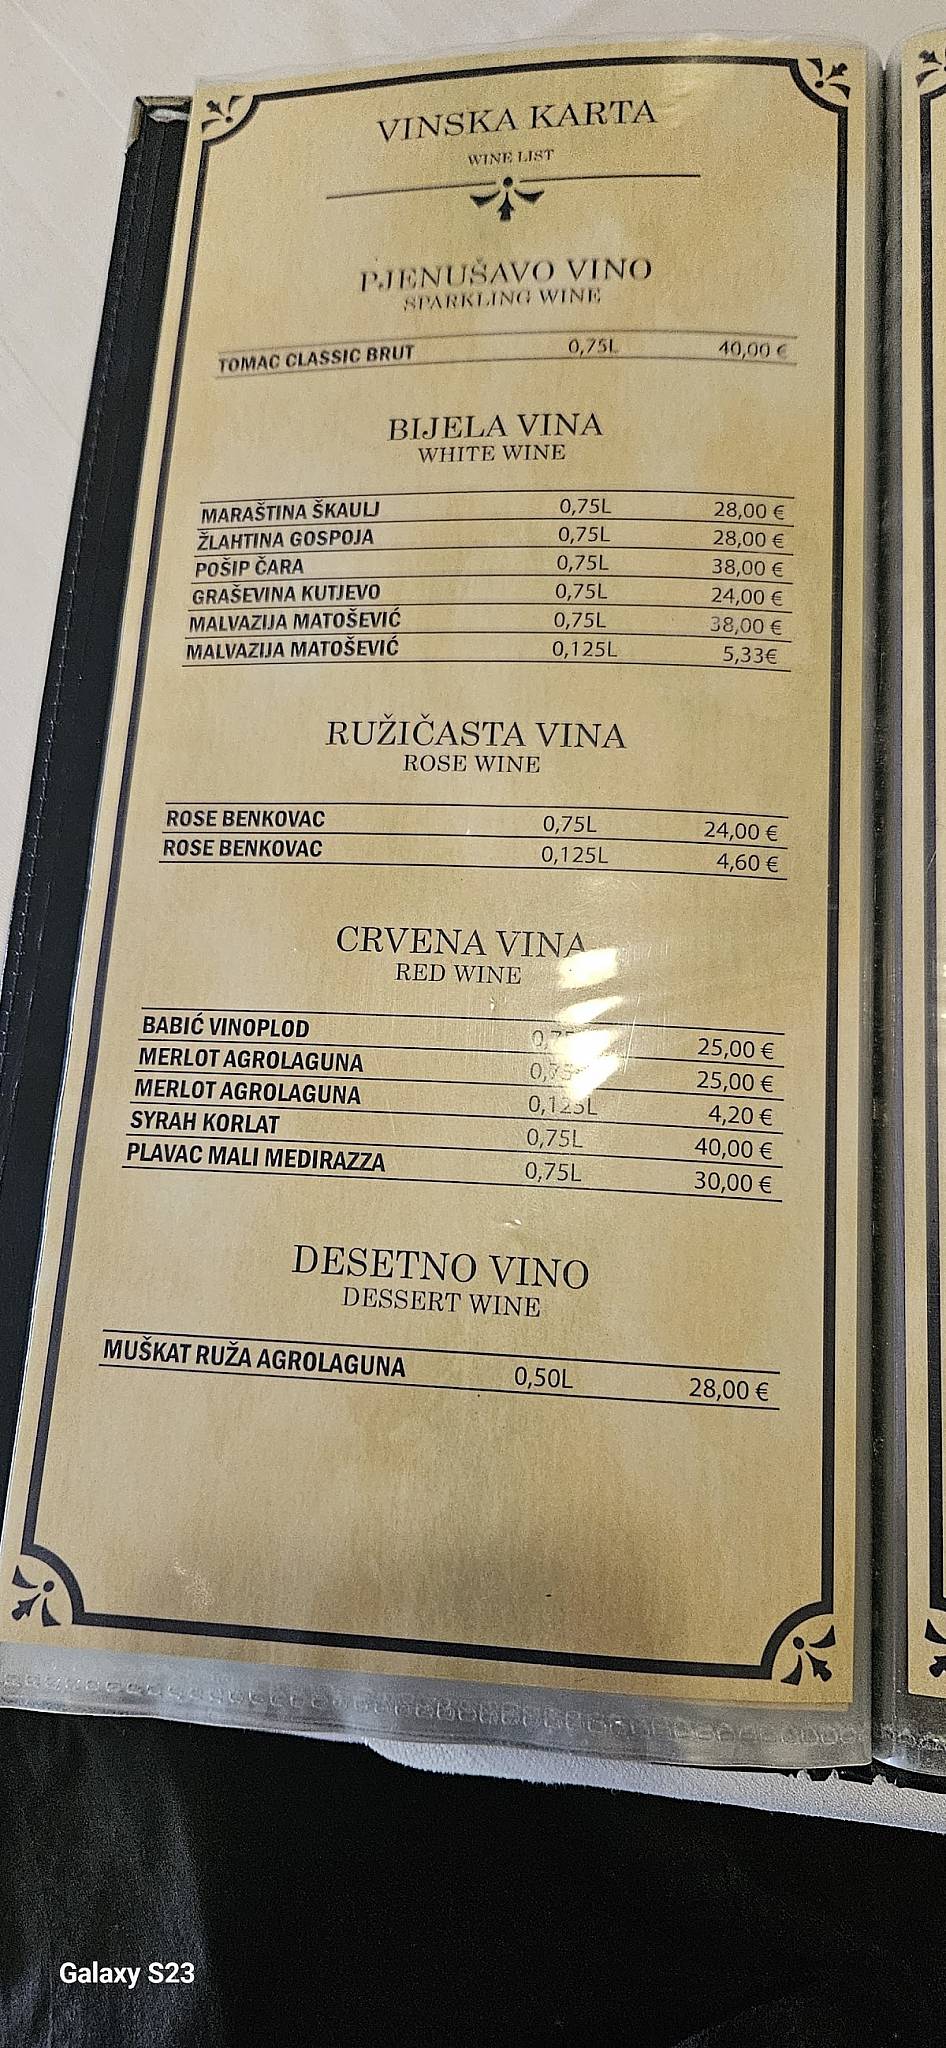 VINSKA KARTA
WINE LIST
PJENUŠAVO VINO
SPARKLING WINE
TOMAC CLASSIC BRUT 0,75L 40,00 €
BIJELA VINA
WHITE WINE
MARAŠTINA ŠKAULJ 0,75L 28,00 €
ŽLAHTINA GOSPOJA 0,75L 28,00 €
POŠIP ČARA 0,75L 38,00 €
GRAŠEVINA KUTJEVO 0,75L 24,00 €
MALVAZIJA MATOŠEVIĆ 0,75L 38,00 €
MALVAZIJA MATOŠEVIĆ 0,125L 5,33€
RUŽIČASTA VINA
ROSE WINE
ROSE BENKOVAC 0,75L 24,00 €
ROSE BENKOVAC 0,125L 4,60 €
CRVENA VINA
RED WINE
BABIĆ VINOPLOD 25,00 €
MERLOT AGROLAGUNA 25,00 €
MERLOT AGROLAGUNA 0,125L 4,20 €
SYRAH KORLAT 0,75L 40,00 €
PLAVAC MALI MEDIRAZZA 0,75L 30,00 €
DESETNO VINO
DESSERT WINE
MUŠKAT RUŽA AGROLAGUNA 0,50L 28,00 €
Galaxy S23